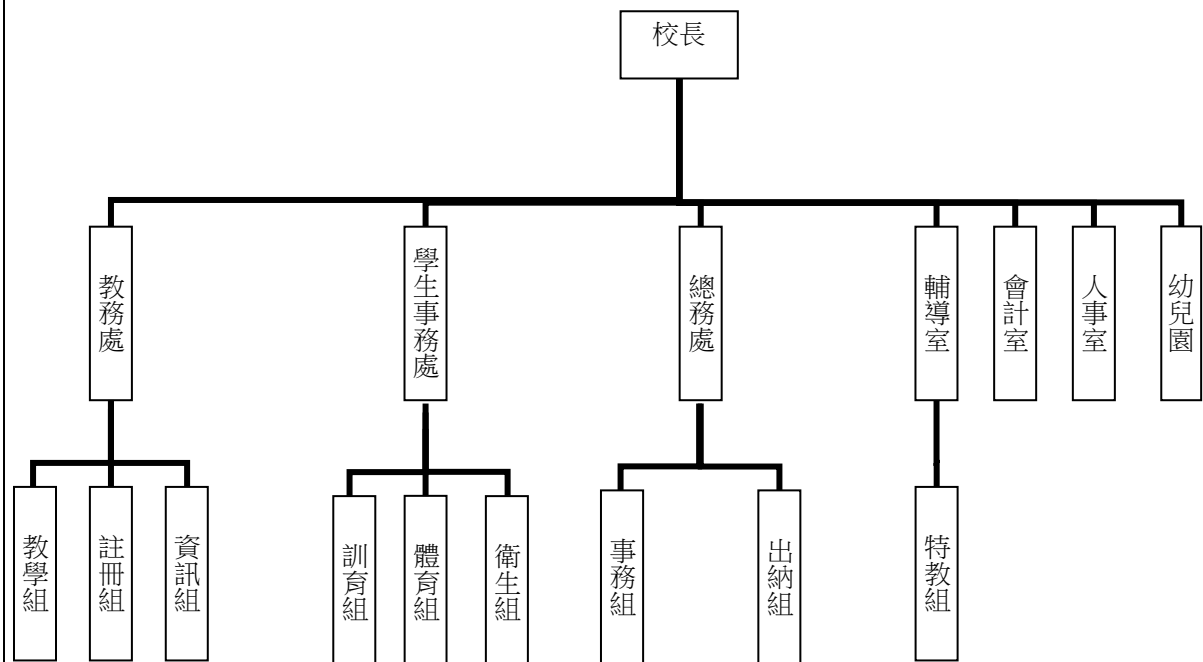 校長
教務處
學生事務處
總務處
輔導室
會計室
人事室
幼兒園
教學組
註冊組
資訊組
訓育組
體育組
衛生組
事務組
出納組
特教組